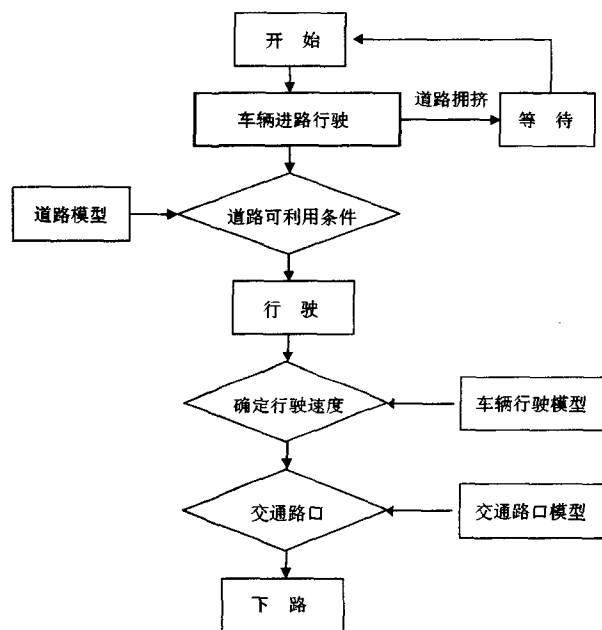 开 始
道路拥挤
车辆进路行驶
等 待
道路模型
道路可利用条件
行 驶
确定行驶速度
车辆行驶模型
交通路口
交通路口模型
下 路